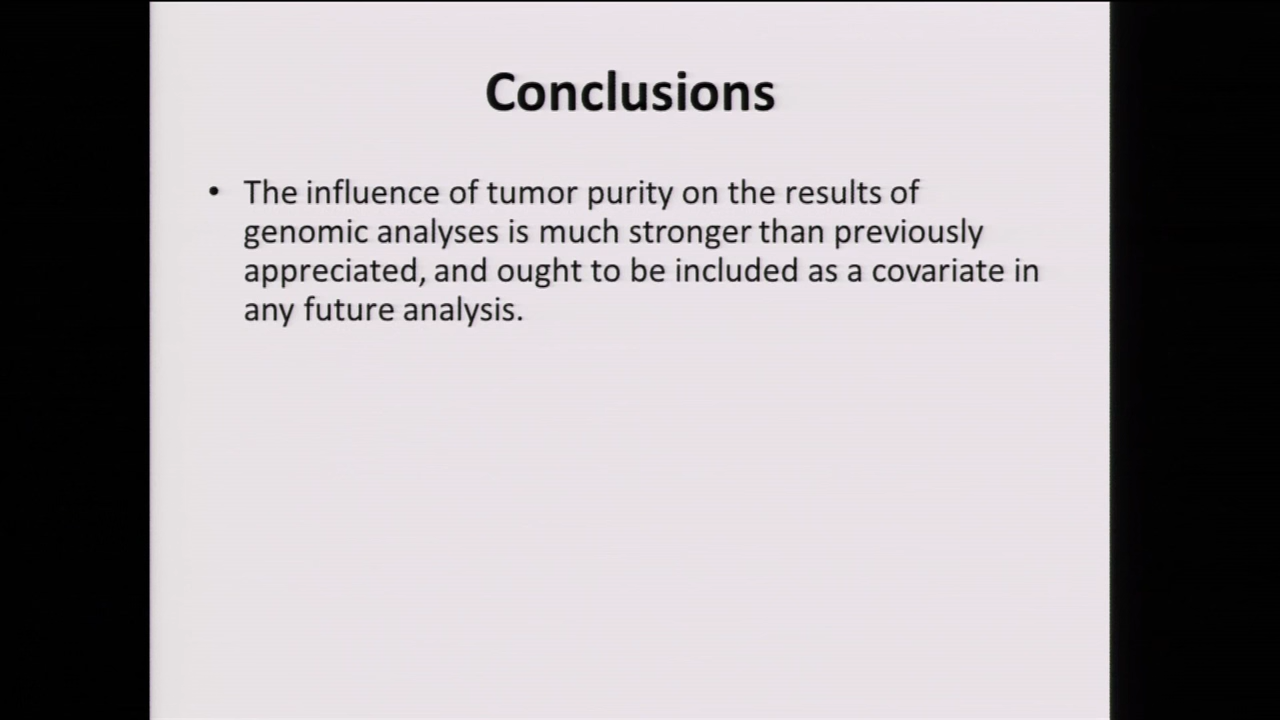 Conclusions
• The influence of tumor purity on the results of
genomic analyses is much stronger than previously
appreciated, and ought to be included as a covariate in
any future analysis.